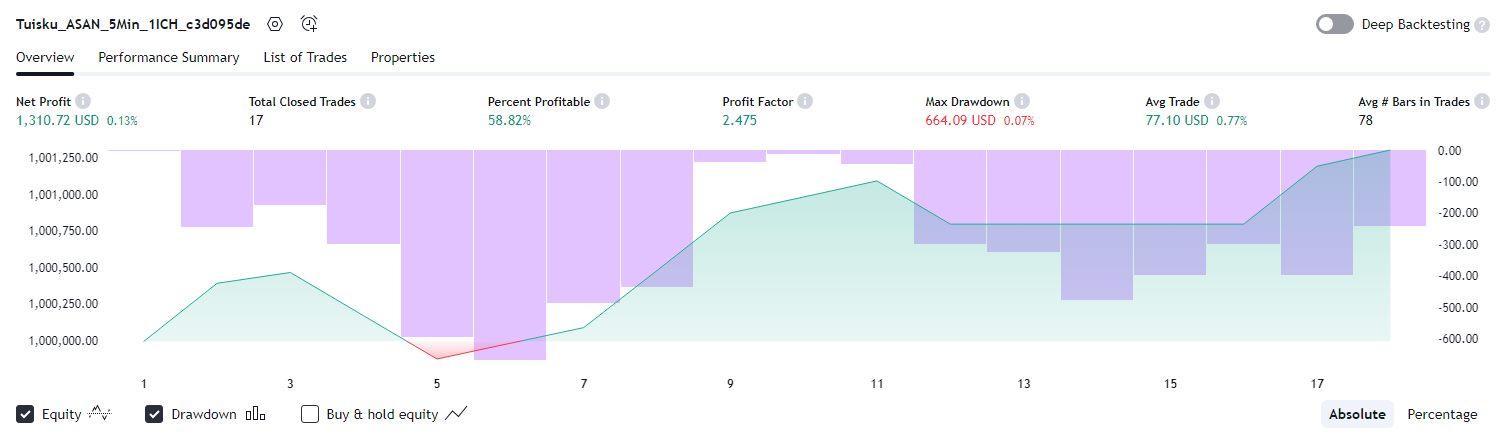 Tuisku_ASAN_5Min_1ICH_c3d095de
Deep Backtesting ?
Overview Performance Summary List of Trades Properties
Net Profit i Total Closed Trades i Percent Profitable i Profit Factor i Max Drawdown i Avg Trade i Avg # Bars in Trades i
1,310.72 USD 0.13% 17 58.82% 2.475 664.09 USD 0.07% 77.10 USD 0.77% 78
1,001,250.00 0.00
1,001,000.00 -100.00
1,000,750.00 -200.00
1,000,500.00 -300.00
1,000,250.00 -400.00
1,000,000.00 -500.00
-600.00
1 3 5 7 9 11 13 15 17
Equity Drawdown Buy & hold equity Absolute Percentage